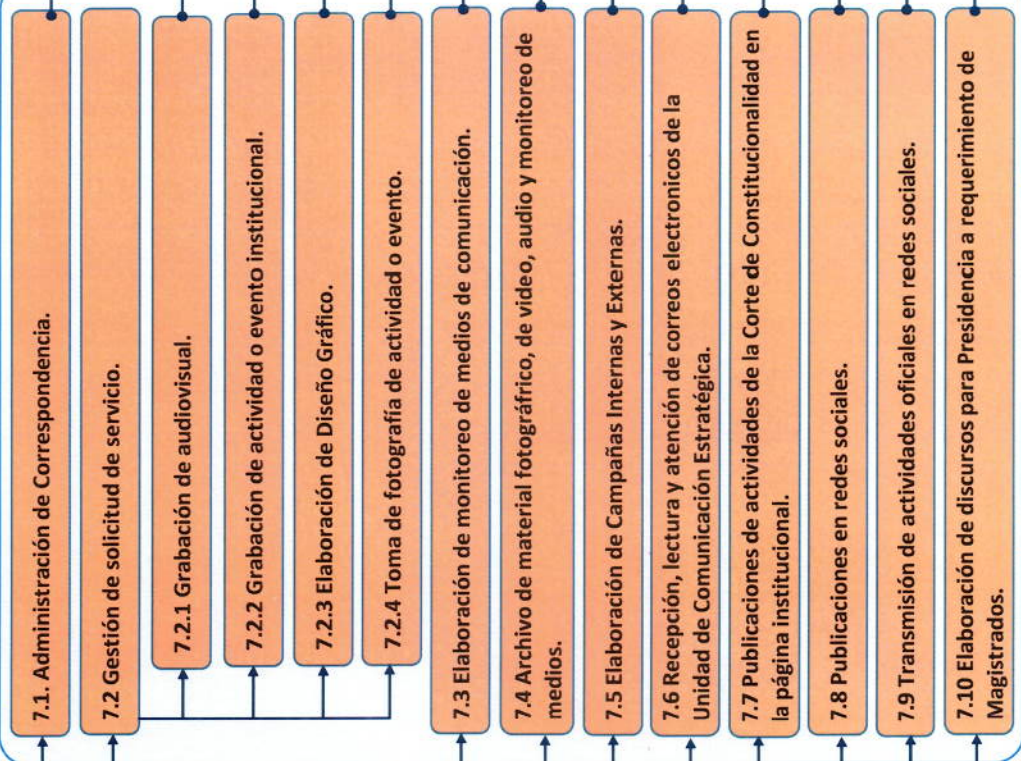 7.1. Administración de Correspondencia.
7.2 Gestión de solicitud de servicio.
7.2.1 Grabación de audiovisual.
7.2.2 Grabación de actividad o evento institucional.
7.2.3 Elaboración de Diseño Gráfico.
7.2.4 Toma de fotografía de actividad o evento.
7.3 Elaboración de monitoreo de medios de comunicación.
7.4 Archivo de material fotográfrico, de video, audio y monitoreo de
medios.
7.5 Elaboración de Campañas Internas y Externas.
7.6 Recepción, lectura y atención de correos electronicos de la
Unidad de Comunicación Estratégica.
7.7 Publicaciones de actividades de la Corte de Constitucionalidad en
la página institucional.
7.8 Publicaciones en redes sociales.
7.9 Transmisión de actividades oficiales en redes sociales.
7.10 Elaboración de discursos para Presidencia a requerimiento de
Magistrados.